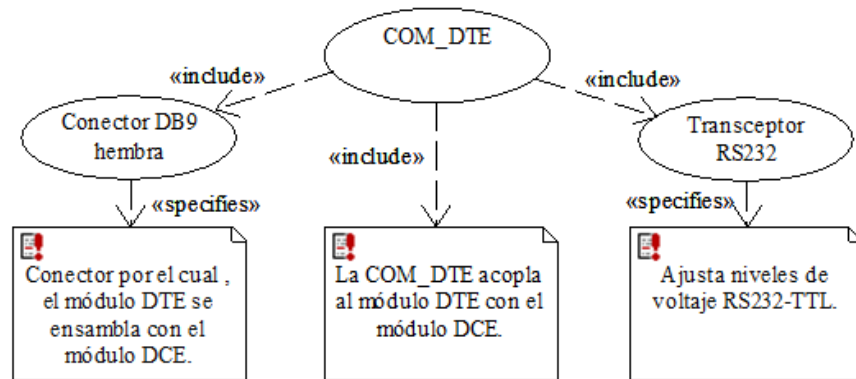 COM_DTE
«include»
«include»
Conector DB9
hembra
«include»
Transceptor
RS232
«specifies»
«specifies»
Conector por el cual ,
el módulo DTE se
ensambla con el
módulo DCE.
La COM_DTE acopla
al módulo DTE con el
módulo DCE.
Ajusta niveles de
voltaje RS232-TTL.